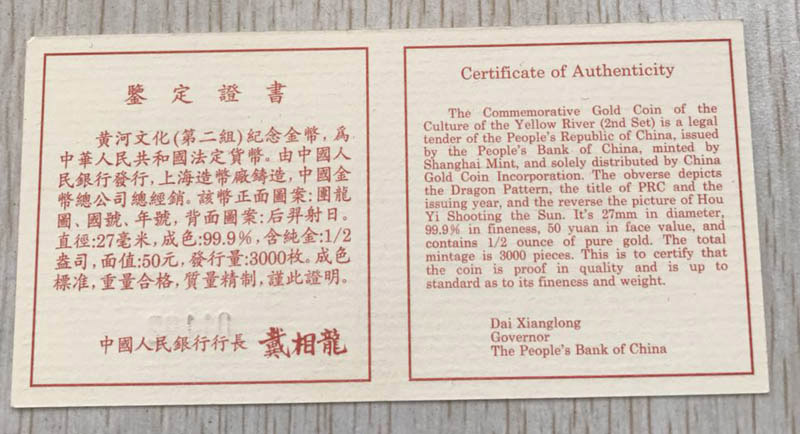 鑒定證書
黄河文化(第二組)紀念金幣，爲
中華人民共和國法定貨幣。由中國人
民銀行發行，上海造幣廠鑄造，中國金
幣總公司總經銷。該幣正面圖案:團龍
圖、國號、年號，背面圖案:后羿射日。
直徑:27毫米，成色:99.9%，含純金:1/2
盎司，面值:50元，發行量:3000枚。成色
標准，重量合格，質量精制，謹此證明。
中國人民銀行行長 戴相龍
Certificate of Authenticity
The Commemorative Gold Coin of the
Culture of the Yellow River (2nd Set) is a legal
tender of the People's Republic of China, issued
by the People's Bank of China, minted by
Shanghai Mint, and solely distributed by China
Gold Coin Incorporation. The obverse depicts
the Dragon Pattern, the title of PRC and the
issuing year, and the reverse the picture of Hou
Yi Shooting the Sun. It's 27mm in diameter,
99.9% in fineness, 50 yuan in face value, and
contains 1/2 ounce of pure gold. The total
mintage is 3000 pieces. This is to certify that
the coin is proof in quality and is up to
standard as to its fineness and weight.
Dai Xianglong
Governor
The People's Bank of China